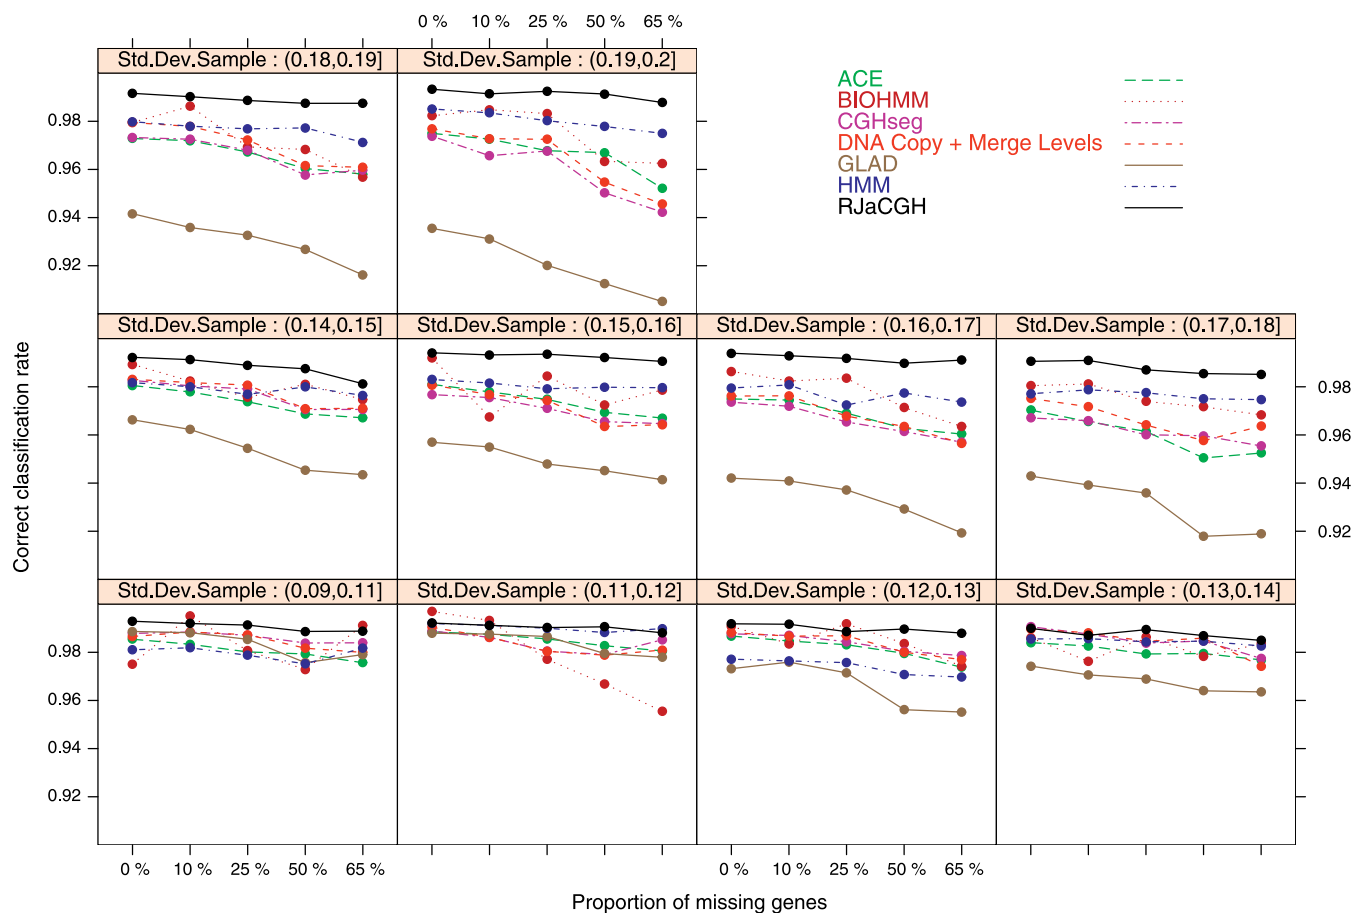 0 % 10 % 25 % 50 % 65 %
Std.Dev.Sample : (0.18,0.19] Std.Dev.Sample : (0.19,0.2]
ACE
BIOHMM
CGHseg
DNA Copy + Merge Levels
GLAD
HMM
RJaCGH
0.98
0.96
0.94
0.92
Std.Dev.Sample : (0.14,0.15] Std.Dev.Sample : (0.15,0.16] Std.Dev.Sample : (0.16,0.17] Std.Dev.Sample : (0.17,0.18]
0.98
0.96
0.94
0.92
Correct classification rate
Std.Dev.Sample : (0.09,0.11] Std.Dev.Sample : (0.11,0.12] Std.Dev.Sample : (0.12,0.13] Std.Dev.Sample : (0.13,0.14]
0.98
0.96
0.94
0.92
0 % 10 % 25 % 50 % 65 % 0 % 10 % 25 % 50 % 65 %
Proportion of missing genes